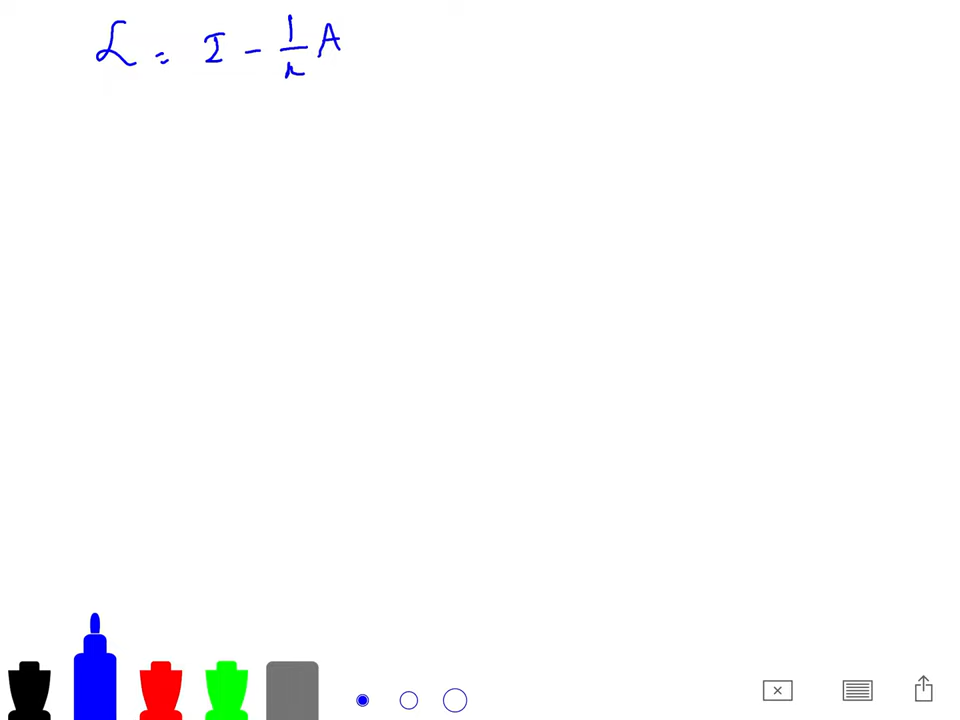 ℒ = I - 1/r A